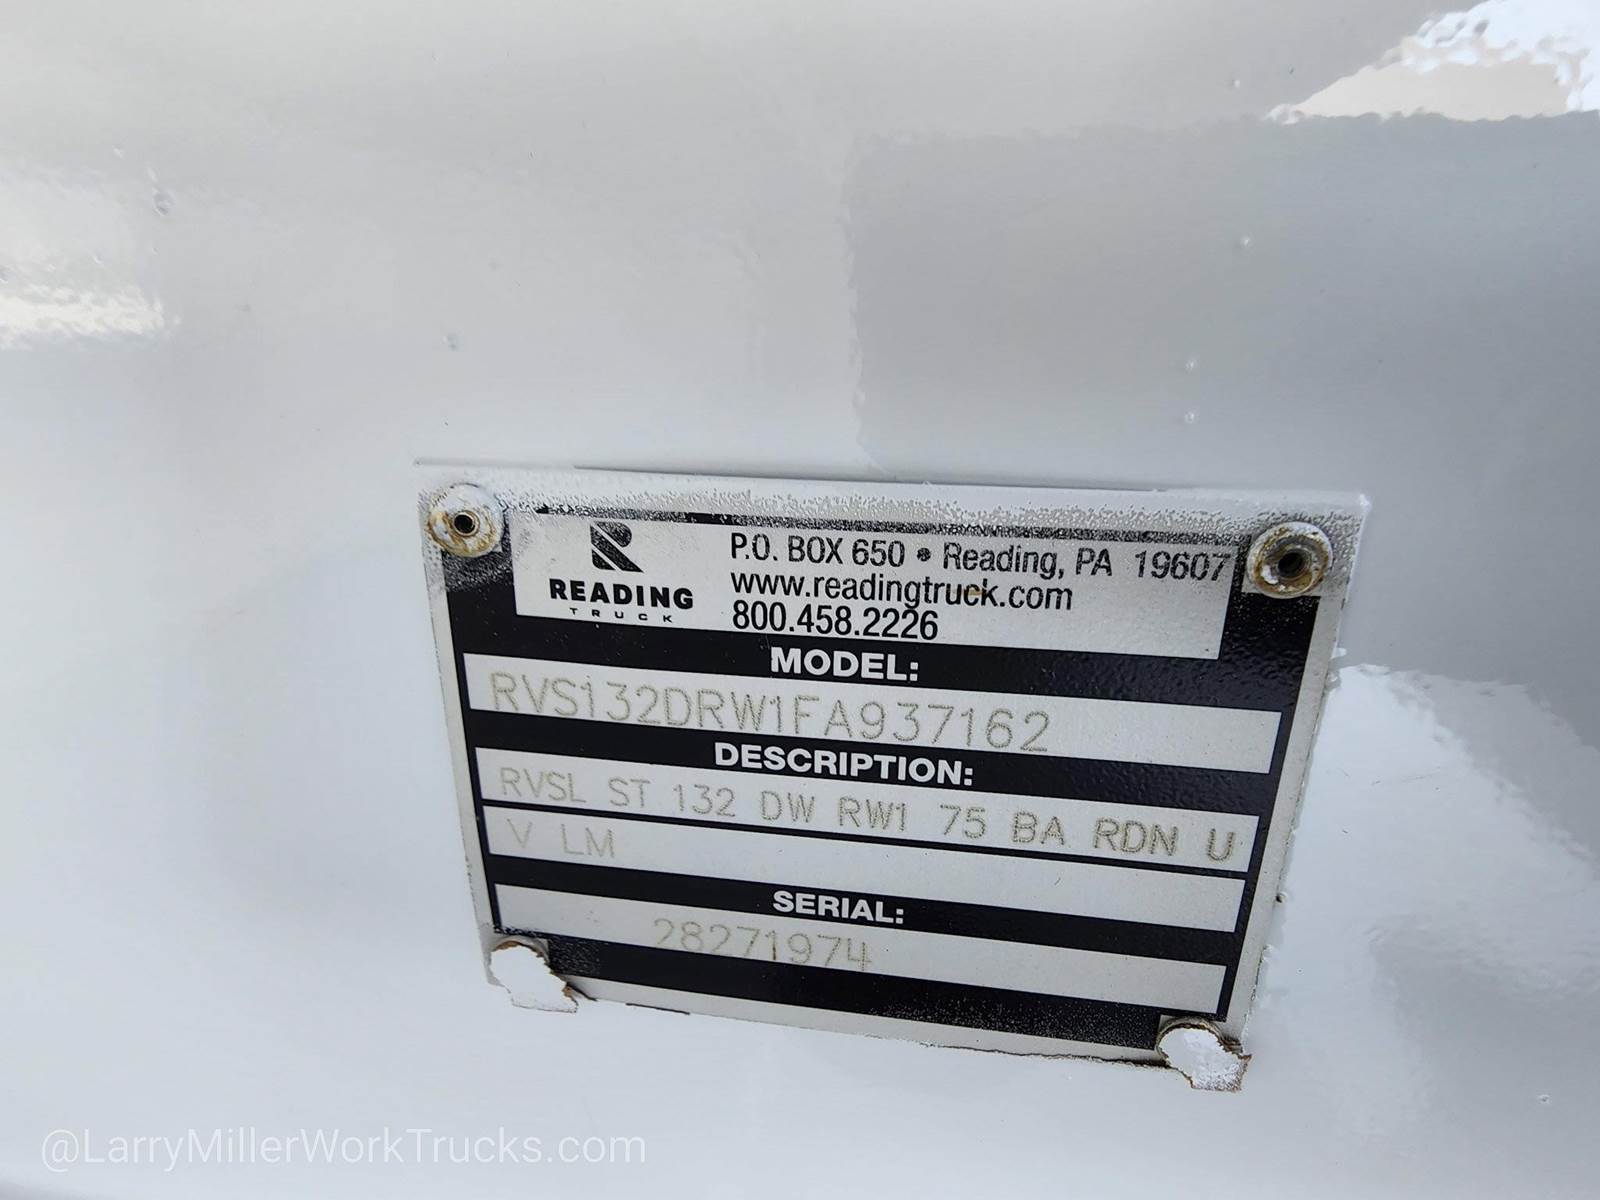 READING
TRUCK
P.O. BOX 650 • Reading, PA 19607
www.readingtruck.com
800.458.2226
MODEL:
RVS132DRW1FA937162
DESCRIPTION:
RVSL ST 132 DW RW1 75 BA RDN U
V LM
SERIAL:
28271974
@LarryMillerWorkTrucks.com